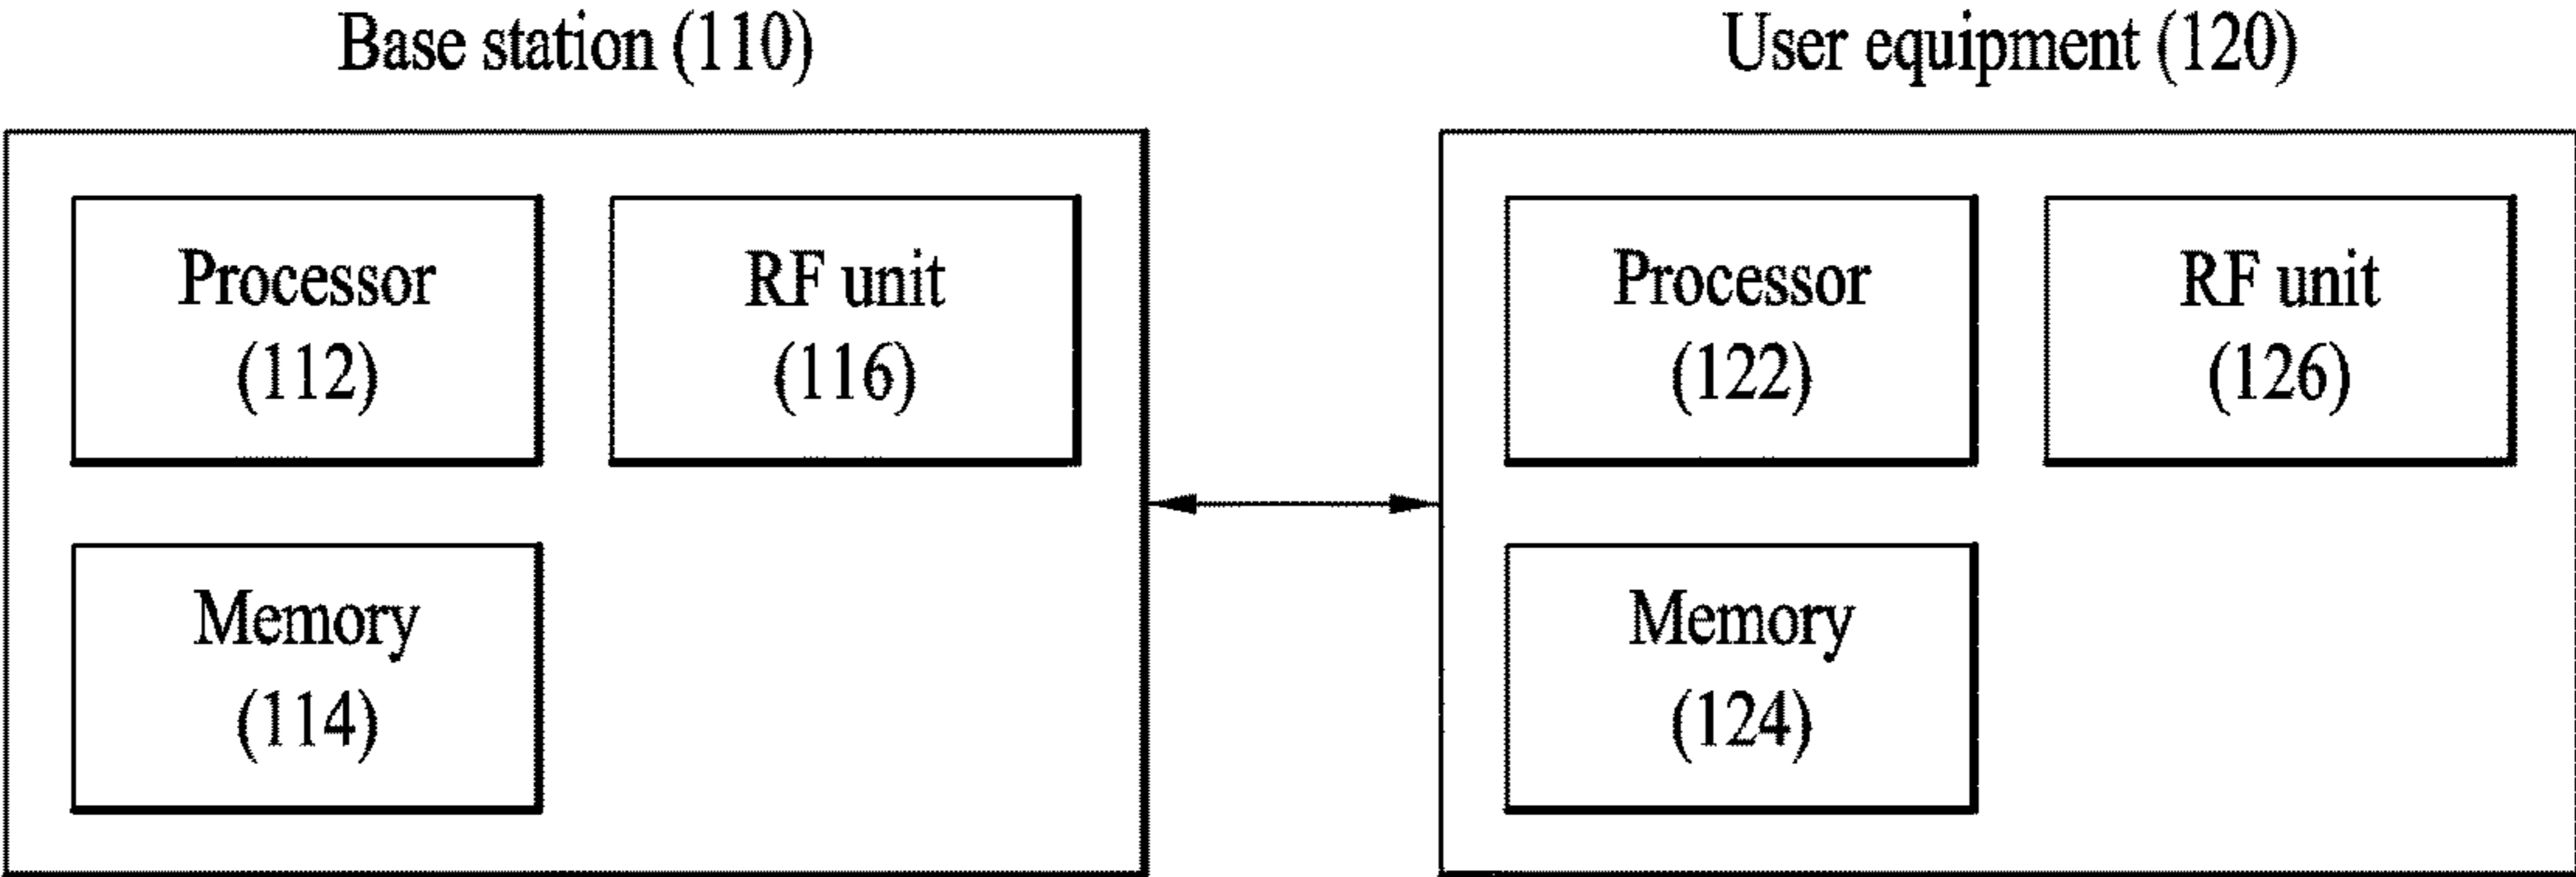 Base station (110)
Processor
(112)
RF unit
(116)
Memory
(114)
User equipment (120)
Processor
(122)
RF unit
(126)
Memory
(124)